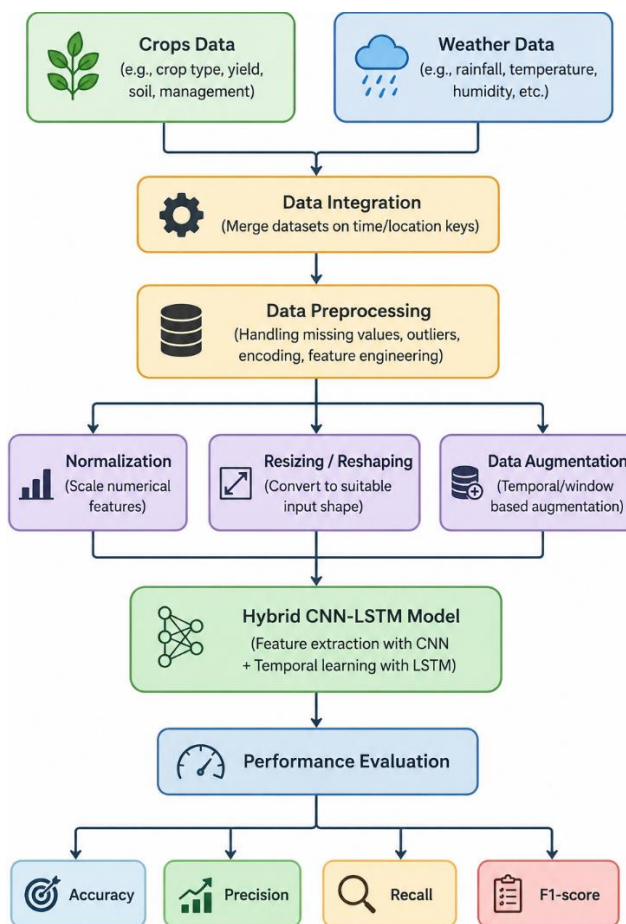 Crops Data
(e.g., crop type, yield,
soil, management)
Weather Data
(e.g., rainfall, temperature,
humidity, etc.)
Data Integration
(Merge datasets on time/location keys)
Data Preprocessing
(Handling missing values, outliers,
encoding, feature engineering)
Normalization
(Scale numerical
features)
Resizing / Reshaping
(Convert to suitable
input shape)
Data Augmentation
(Temporal/window
based augmentation)
Hybrid CNN-LSTM Model
(Feature extraction with CNN
+ Temporal learning with LSTM)
Performance Evaluation
Accuracy
Precision
Recall
F1-score